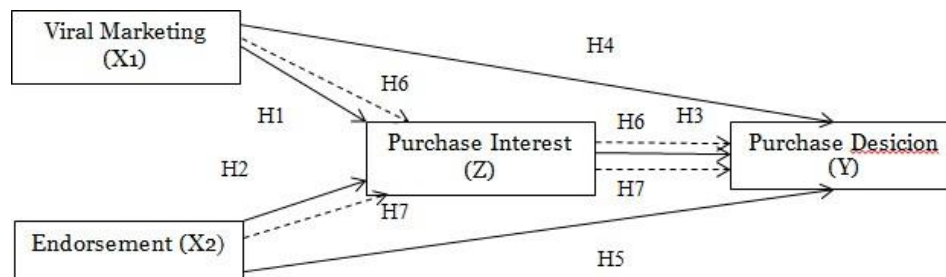 Viral Marketing
(X1)
H4
H6
H1
H6
H3
Purchase Interest
(Z)
Purchase Desicion
(Y)
H2
H7
H7
Endorsement (X2)
H5